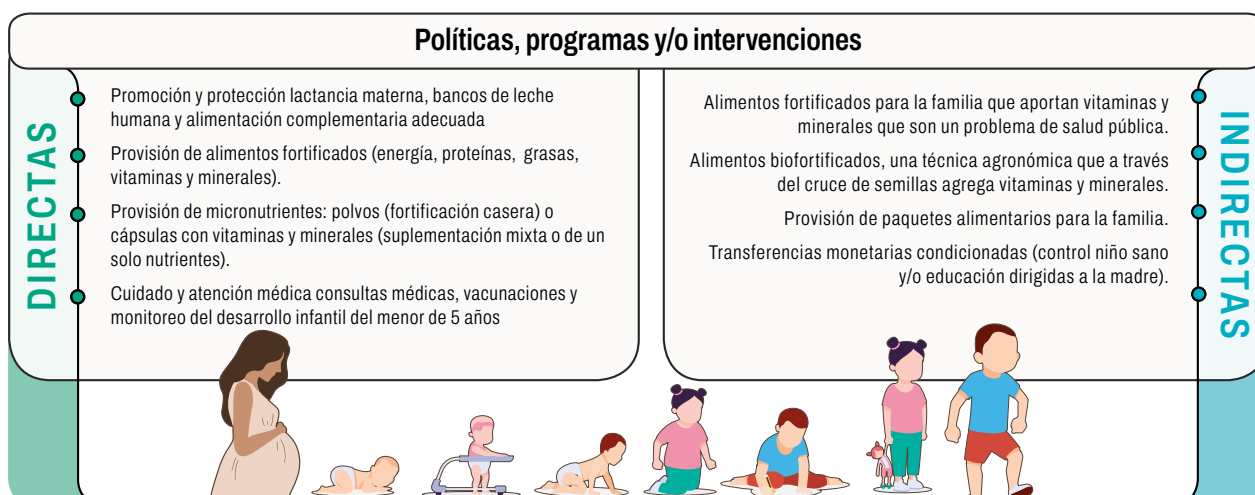 Políticas, programas y/o intervenciones
DIRECTAS
Promoción y protección lactancia materna, bancos de leche
humana y alimentación complementaria adecuada
Provisión de alimentos fortificados (energía, proteínas, grasas,
vitaminas y minerales).
Provisión de micronutrientes: polvos (fortificación casera) o
cápsulas con vitaminas y minerales (suplementación mixta o de un
solo nutrientes).
Cuidado y atención médica consultas médicas, vacunaciones y
monitoreo del desarrollo infantil del menor de 5 años
Alimentos fortificados para la familia que aportan vitaminas y
minerales que son un problema de salud pública.
Alimentos biofortificados, una técnica agronómica que a través
del cruce de semillas agrega vitaminas y minerales.
Provisión de paquetes alimentarios para la familia.
Transferencias monetarias condicionadas (control niño sano
y/o educación dirigidas a la madre).
INDIRECTAS